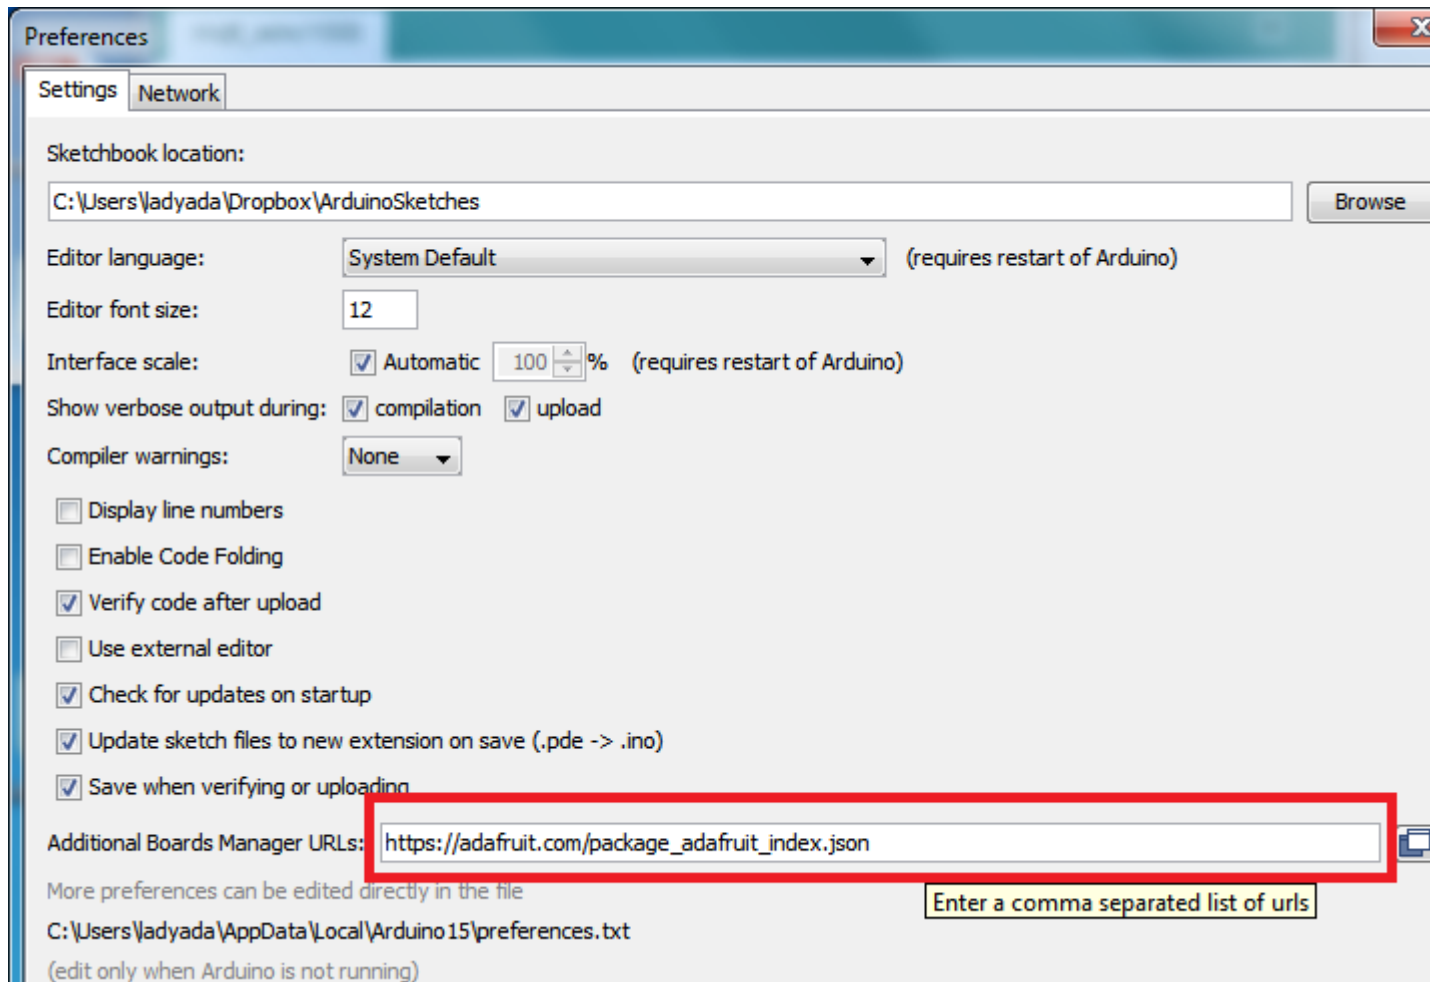 Preferences
Settings Network
Sketchbook location:
C:\Users\ladyada\Dropbox\ArduinoSketches Browse
Editor language: System Default (requires restart of Arduino)
Editor font size: 12
Interface scale: Automatic 100 % (requires restart of Arduino)
Show verbose output during: compilation upload
Compiler warnings: None
Display line numbers
Enable Code Folding
Verify code after upload
Use external editor
Check for updates on startup
Update sketch files to new extension on save (.pde -> .ino)
Save when verifying or uploading
Additional Boards Manager URLs: https://adafruit.com/package_adafruit_index.json
More preferences can be edited directly in the file
Enter a comma separated list of urls
C:\Users\ladyada\AppData\Local\Arduino15\preferences.txt
(edit only when Arduino is not running)